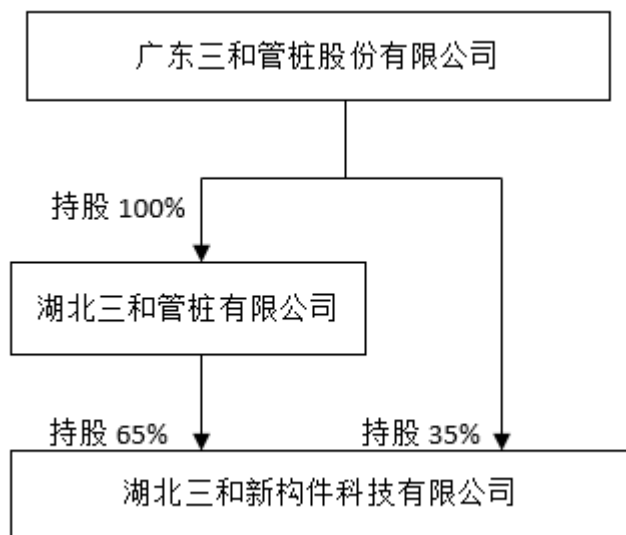 广东三和管桩股份有限公司
持股 100%
湖北三和管桩有限公司
持股 65%
持股 35%
湖北三和新构件科技有限公司